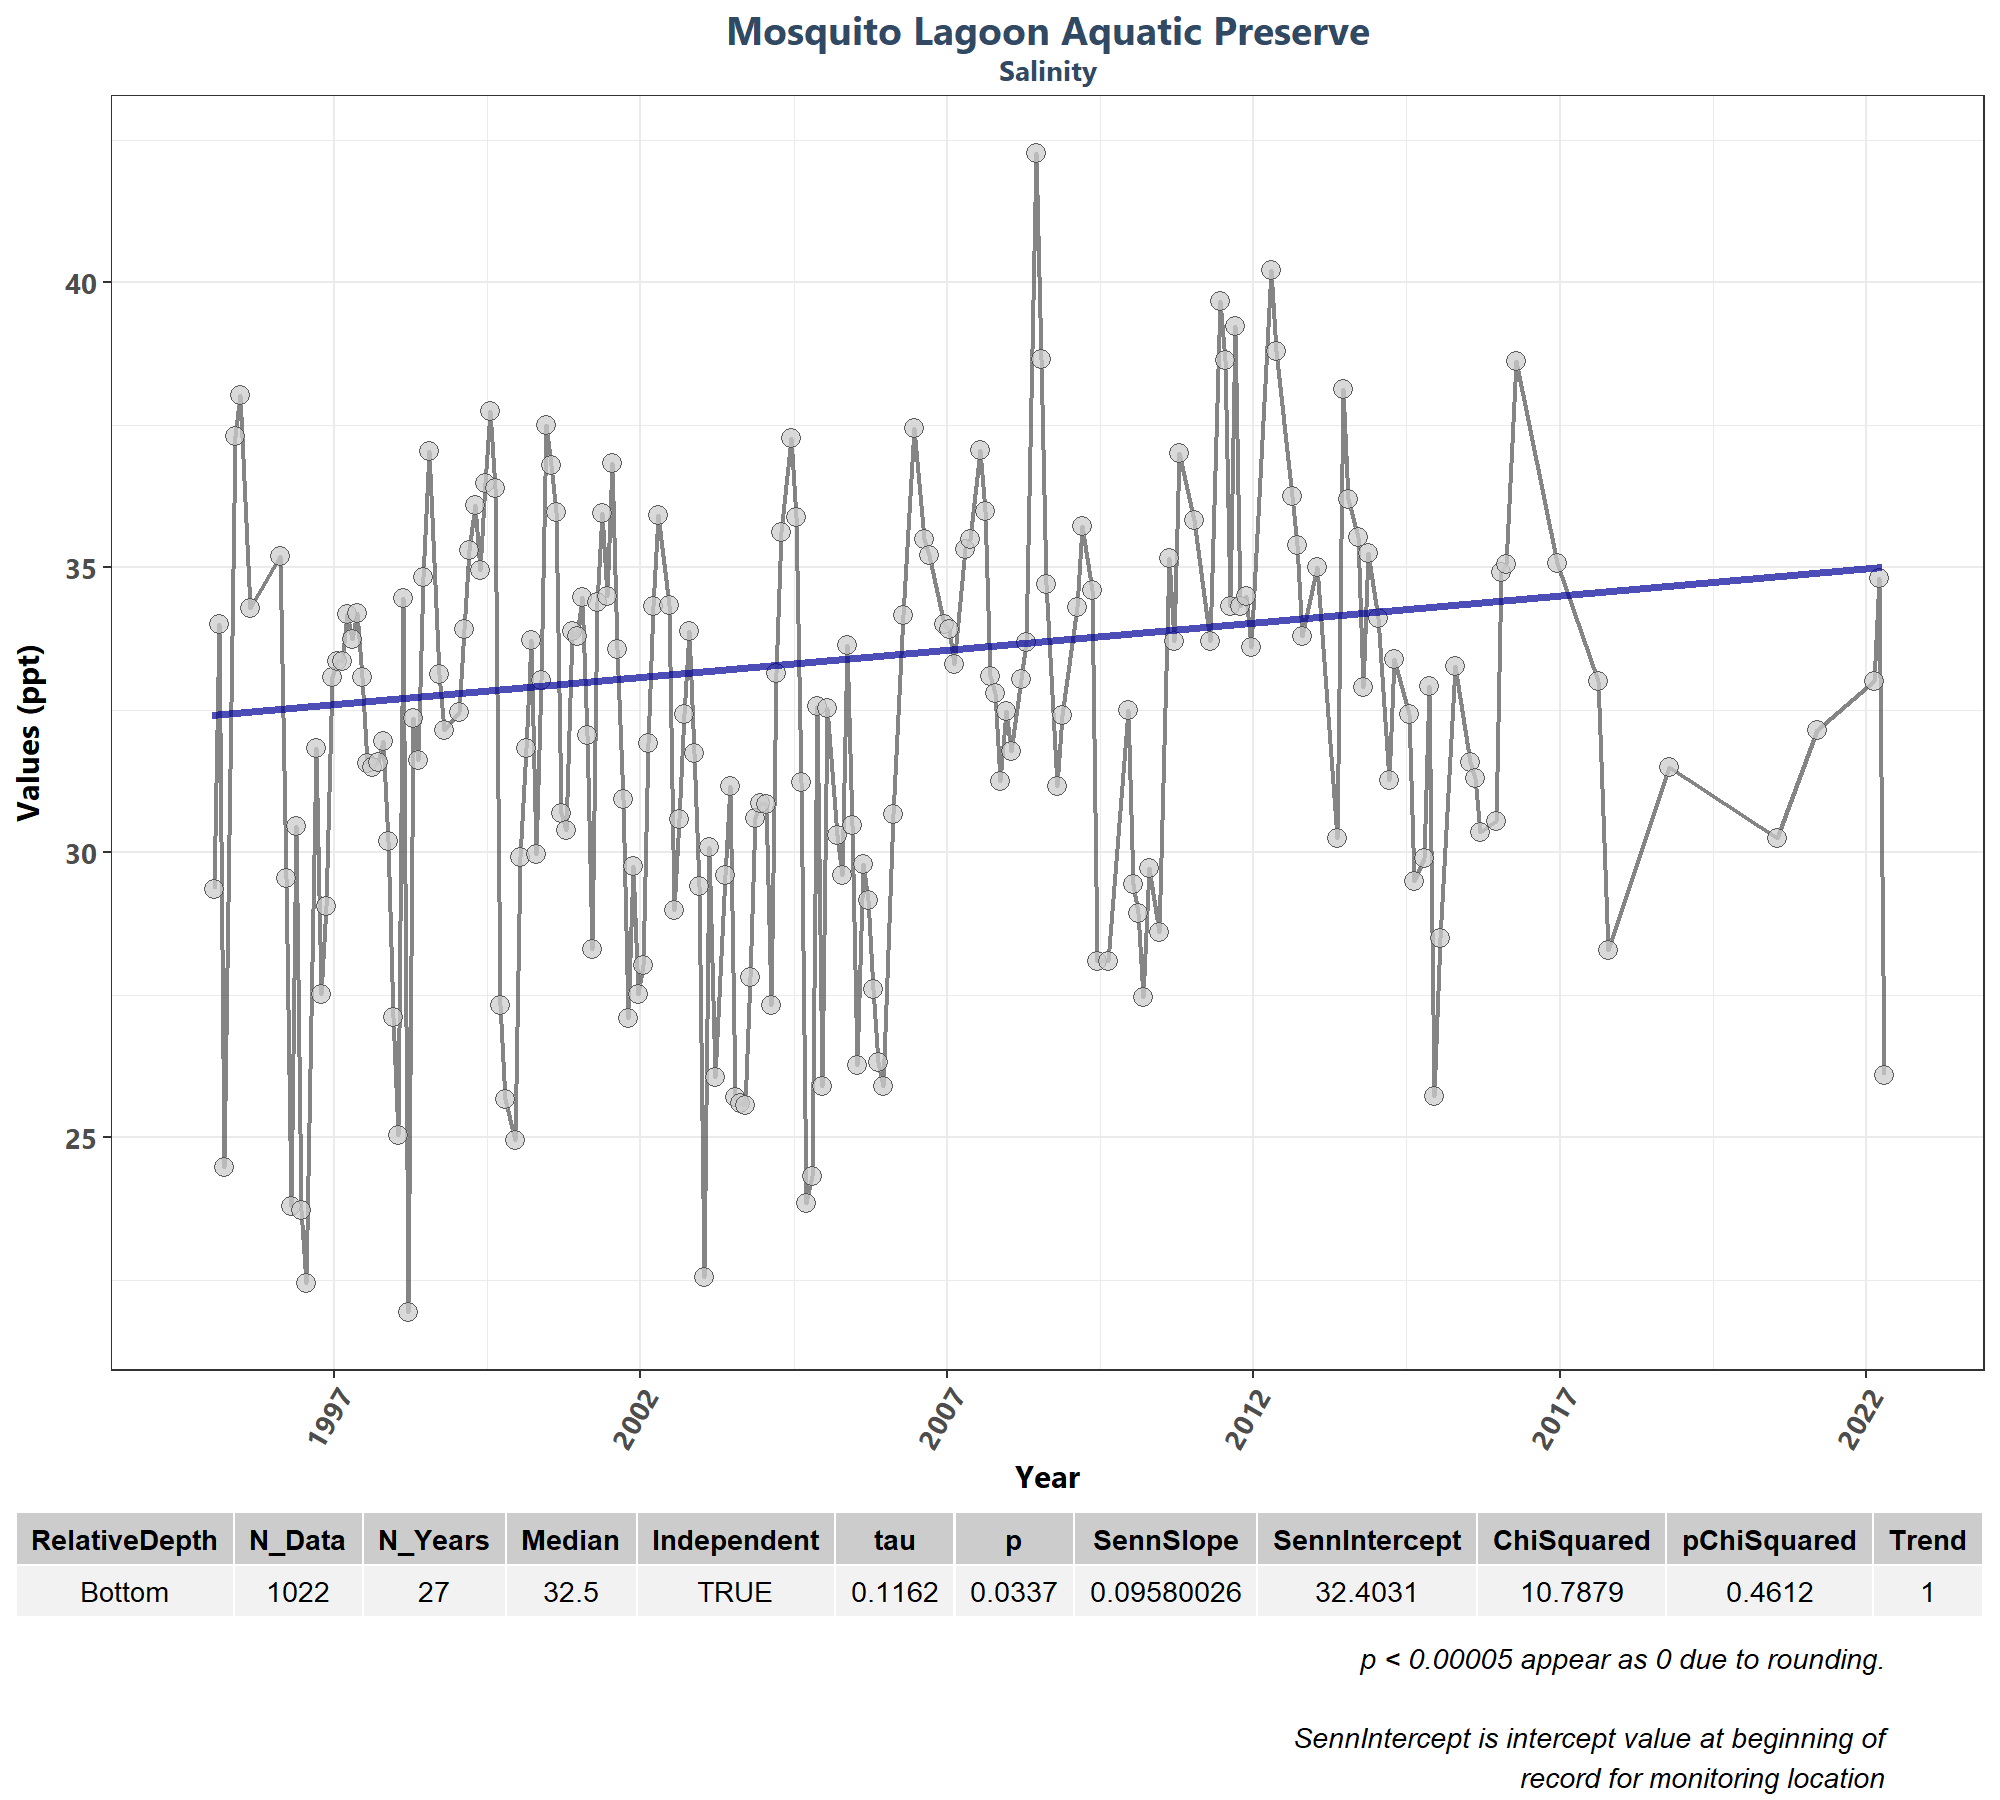 Mosquito Lagoon Aquatic Preserve
Salinity
Values (ppt)
40
35
30
25
1997
2002
2007
2012
2017
2022
Year
RelativeDepth N_Data N_Years Median Independent tau p SennSlope SennIntercept ChiSquared pChiSquared Trend
Bottom 1022 27 32.5 TRUE 0.1162 0.0337 0.09580026 32.4031 10.7879 0.4612 1
p < 0.00005 appear as 0 due to rounding.
SennIntercept is intercept value at beginning of
record for monitoring location